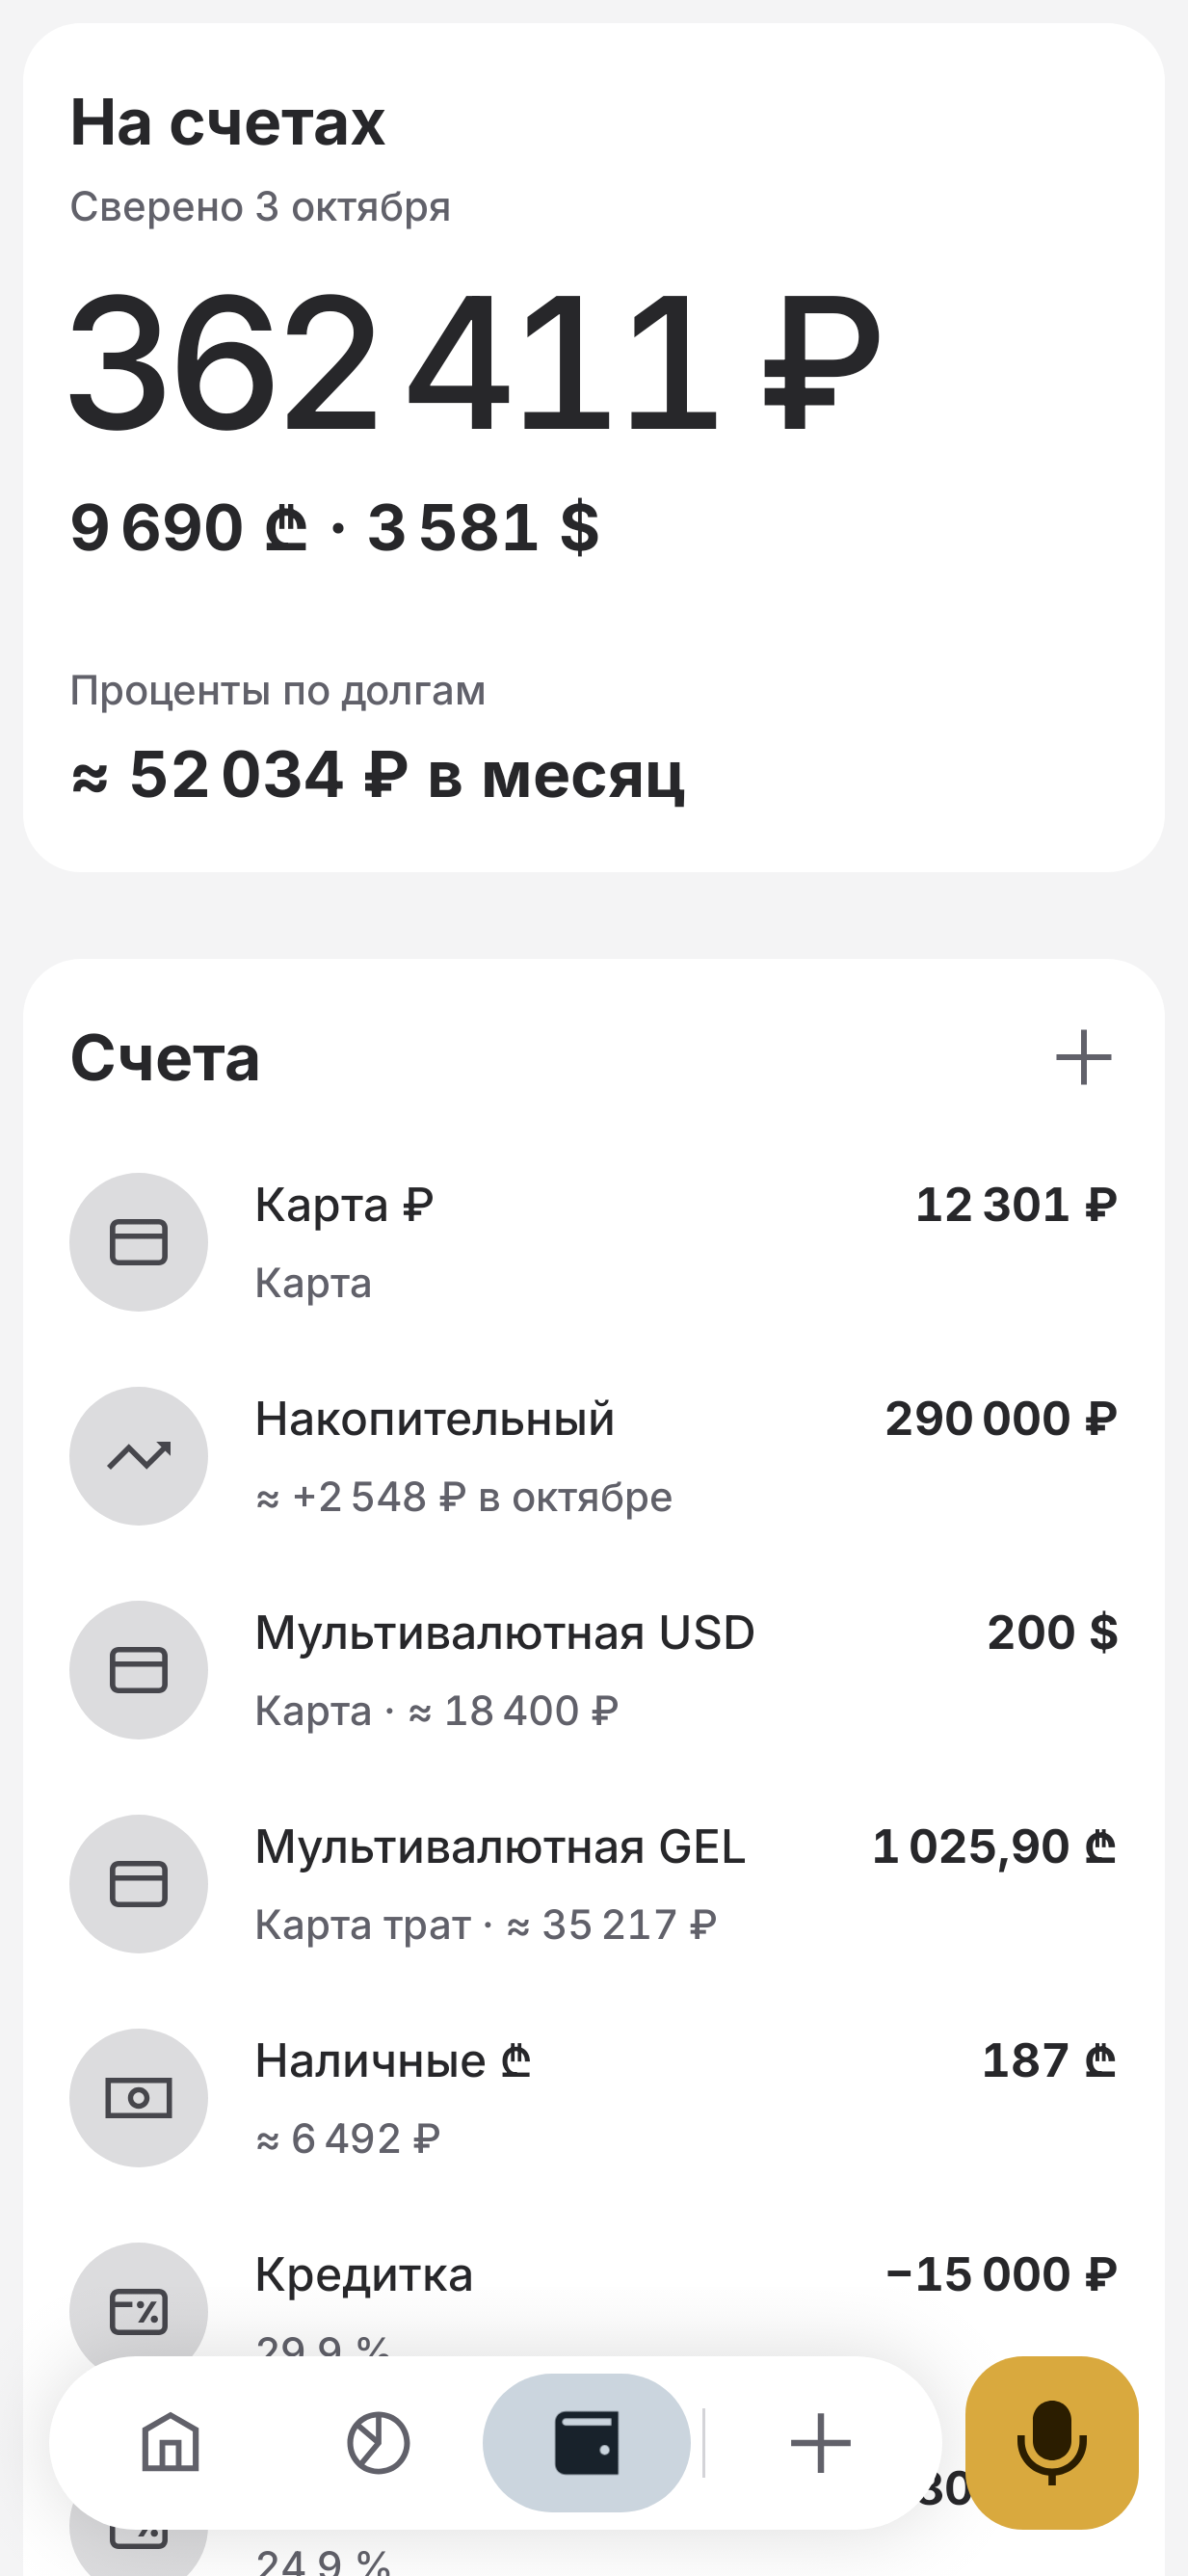 На счетах
Сверено 3 октября
362 411 ₽
9 690 ₾ · 3 581 $
Проценты по долгам
≈ 52 034 ₽ в месяц
Счета
Карта ₽
12 301 ₽
Карта
Накопительный
290 000 ₽
≈ +2 548 ₽ в октябре
Мультивалютная USD
200 $
Карта · ≈ 18 400 ₽
Мультивалютная GEL
1 025,90 ₾
Карта трат · ≈ 35 217 ₽
Наличные ₾
187 ₾
≈ 6 492 ₽
Кредитка
−15 000 ₽
29,9 %
24,9 %